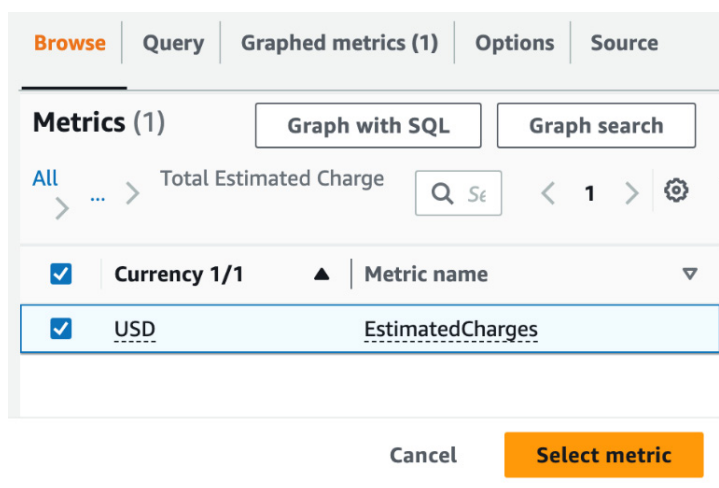 Browse Query Graphed metrics (1) Options Source
Metrics (1) Graph with SQL Graph search
All ... Total Estimated Charge 1
Currency 1/1 Metric name
USD EstimatedCharges
Cancel Select metric